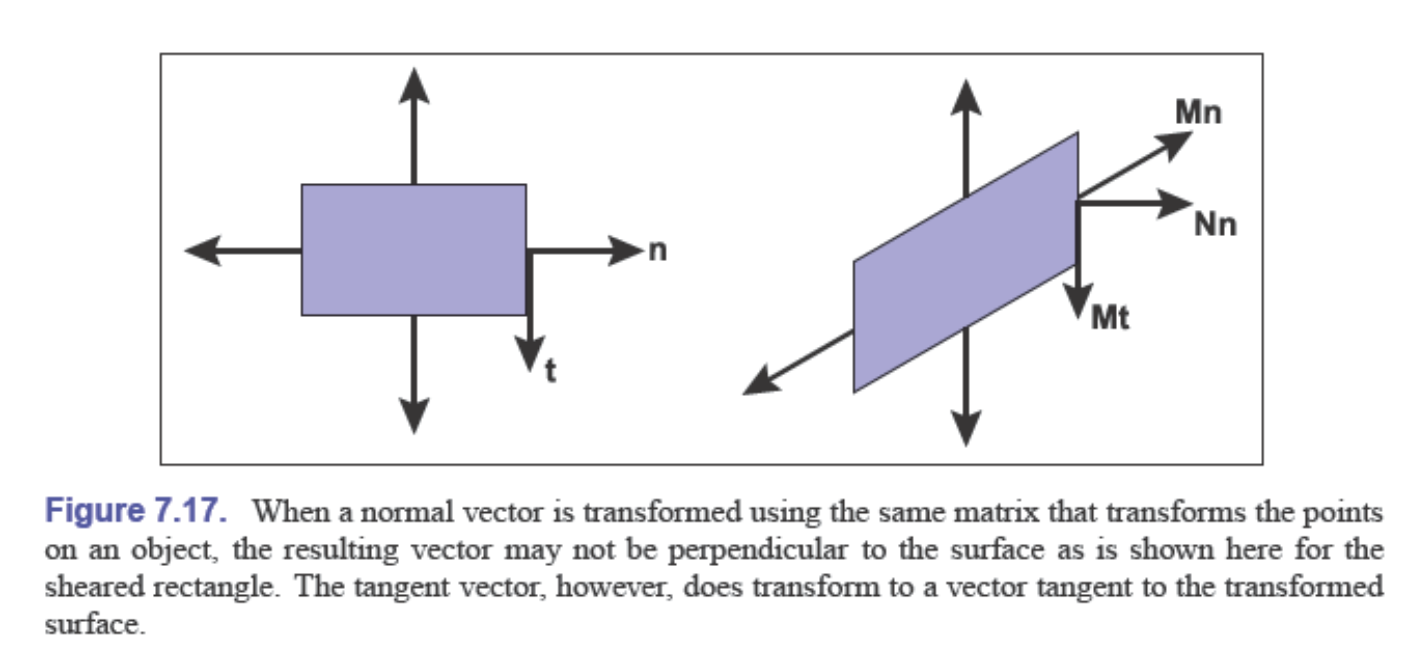 Mn
n
Nn
t
Mt
Figure 7.17. When a normal vector is transformed using the same matrix that transforms the points
on an object, the resulting vector may not be perpendicular to the surface as is shown here for the
sheared rectangle. The tangent vector, however, does transform to a vector tangent to the transformed
surface.